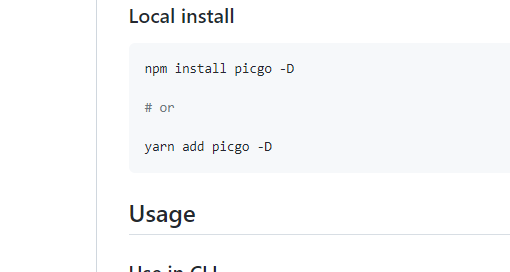 Local install
npm install picgo -D
# or
yarn add picgo -D
Usage
Use in CLI